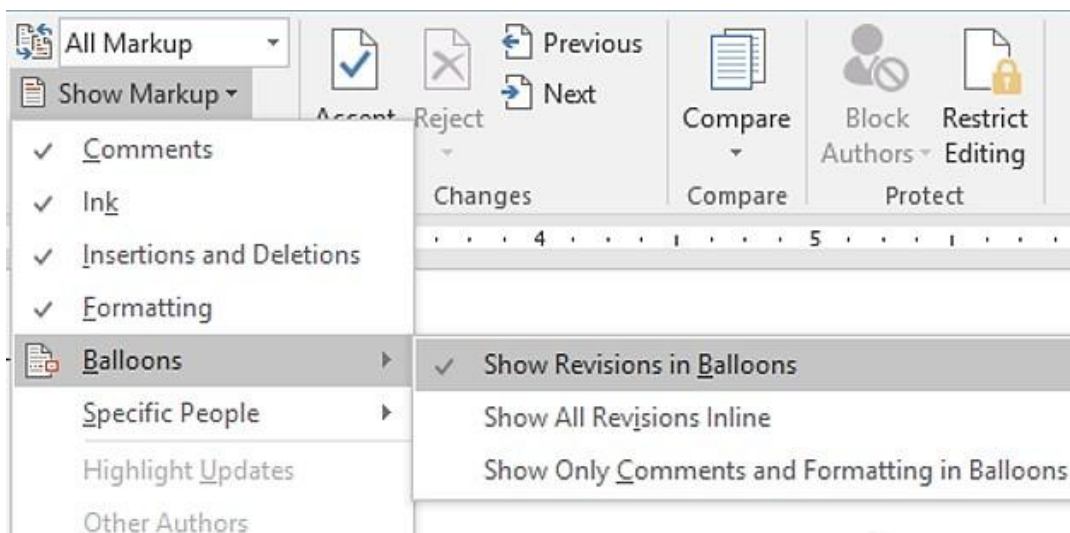 All Markup
Show Markup
Accept
Reject
Previous
Next
Compare
Block Authors
Restrict Editing
Changes
Compare
Protect
4
5
Comments
Ink
Insertions and Deletions
Formatting
Balloons
Specific People
Highlight Updates
Other Authors
Show Revisions in Balloons
Show All Revisions Inline
Show Only Comments and Formatting in Balloons